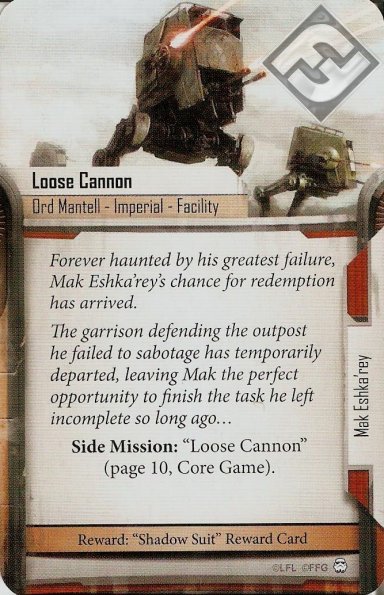 Loose Cannon
Ord Mantell - Imperial - Facility
Forever haunted by his greatest failure,
Mak Eshka'rey's chance for redemption
has arrived.
The garrison defending the outpost
he failed to sabotage has temporarily
departed, leaving Mak the perfect
opportunity to finish the task he left
incomplete so long ago…
Side Mission: “Loose Cannon”
(page 10, Core Game).
Mak Eshka'rey
Reward: “Shadow Suit” Reward Card
©LFL ©FFG